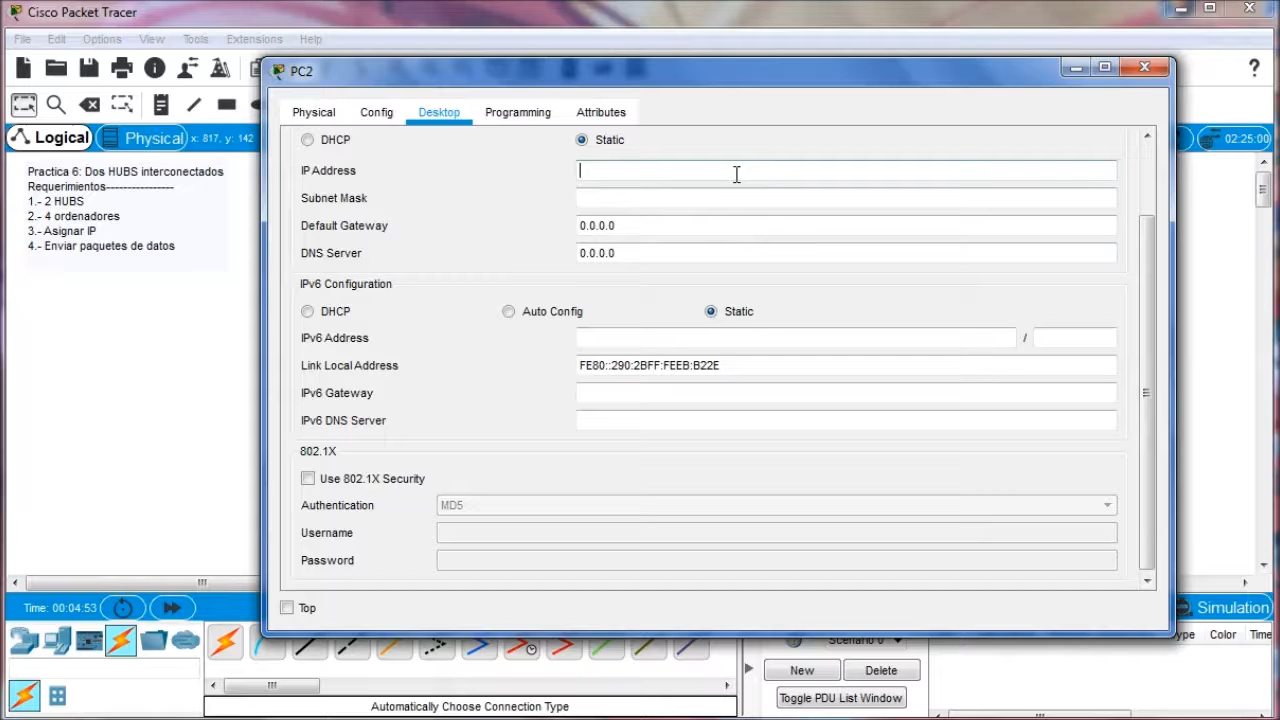 Cisco Packet Tracer
File Edit Options View Tools Extensions Help
PC2
?
Physical Config Desktop Programming Attributes
Logical Physical x: 817, y: 142
02:25:00
DHCP Static
IP Address
Subnet Mask
Default Gateway 0.0.0.0
DNS Server 0.0.0.0
IPv6 Configuration
DHCP Auto Config Static
IPv6 Address /
Link Local Address FE80::290:2BFF:FEEB:B22E
IPv6 Gateway
IPv6 DNS Server
802.1X
Use 802.1X Security
Authentication MD5
Username
Password
Top
Practica 6: Dos HUBS interconectados
Requerimientos----------------
1.- 2 HUBS
2.- 4 ordenadores
3.- Asignar IP
4.- Enviar paquetes de datos
Time: 00:04:53
Simulation
Scenario 0
Color Time
New Delete
Toggle PDU List Window
Automatically Choose Connection Type